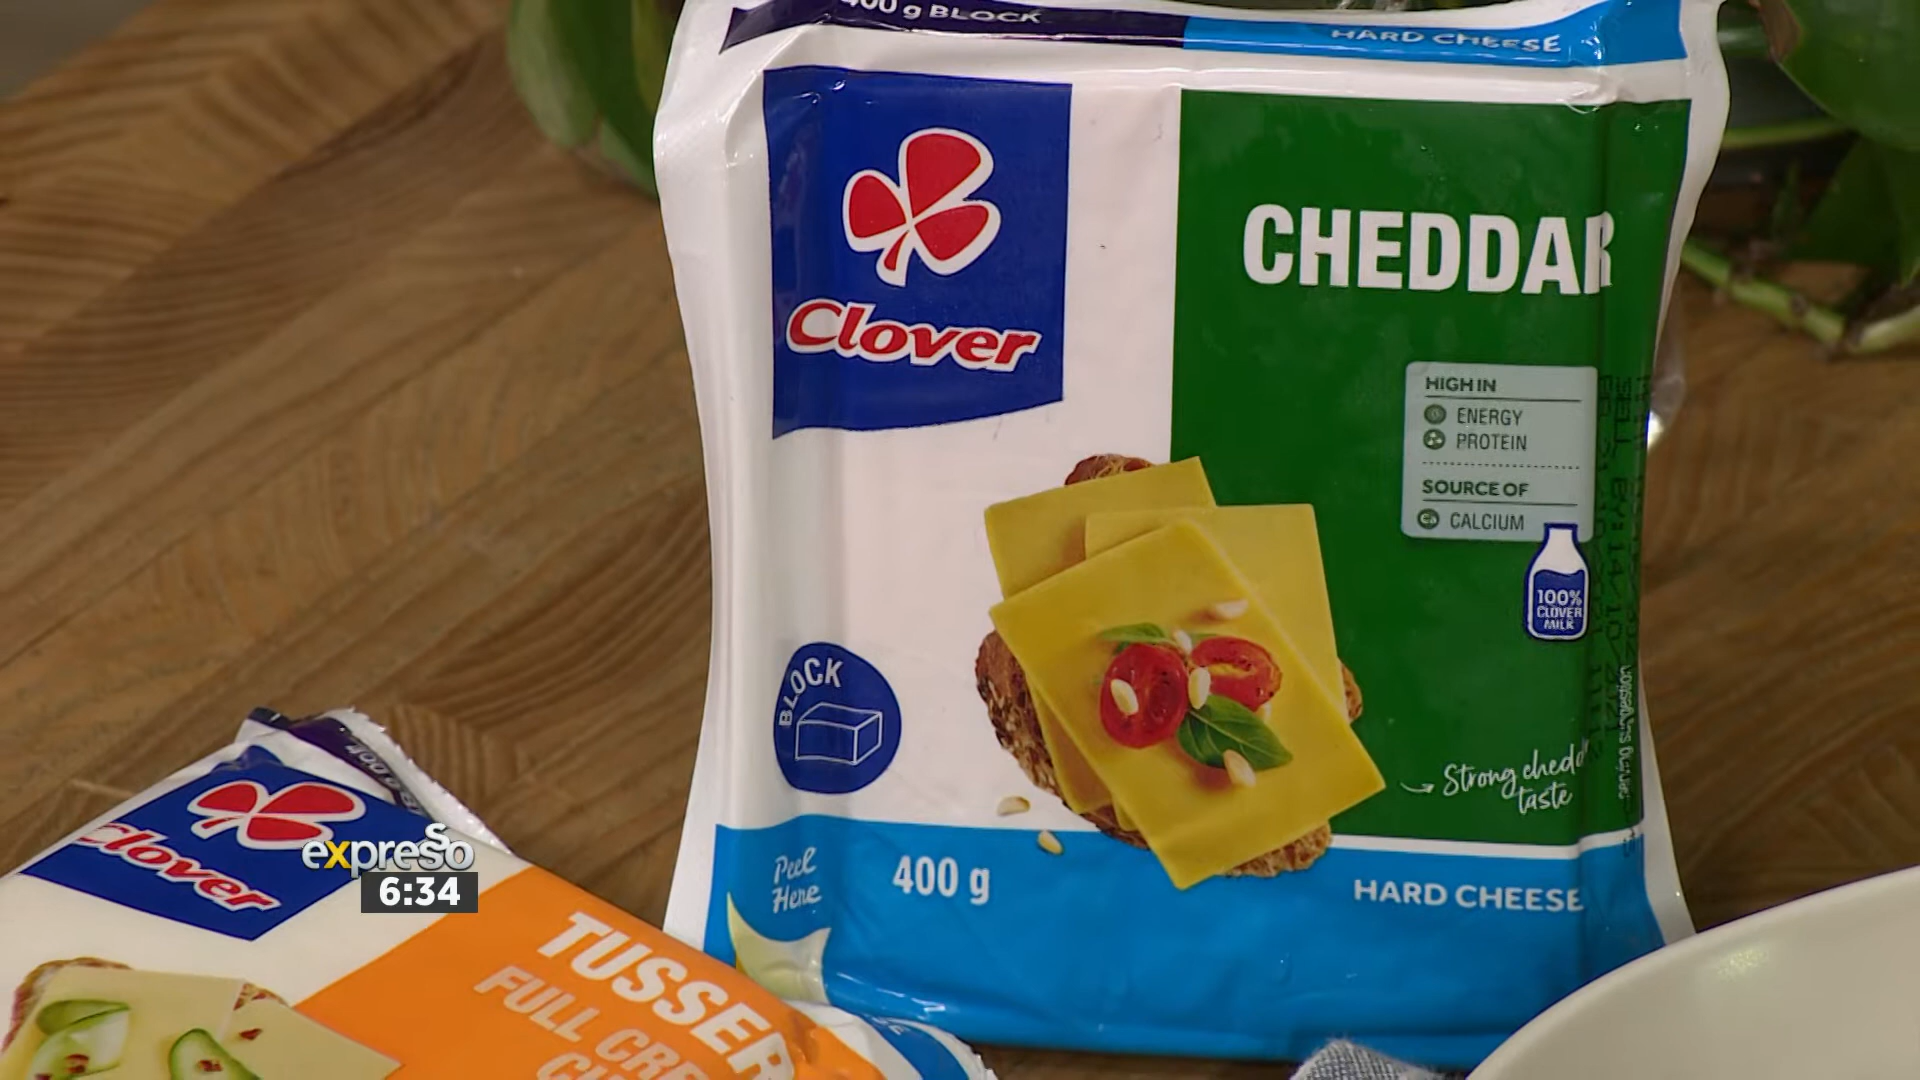 400 g BLOCK
HARD CHEESE
Clover
CHEDDAR
HIGH IN
ENERGY
PROTEIN
SOURCE OF
CALCIUM
100%
CLOVER
MILK
BLOCK
Strong chedd
taste
Peel
Here
400 g
HARD CHEESE
Clover
expresso
6:34
TUSSER
FULL CRE